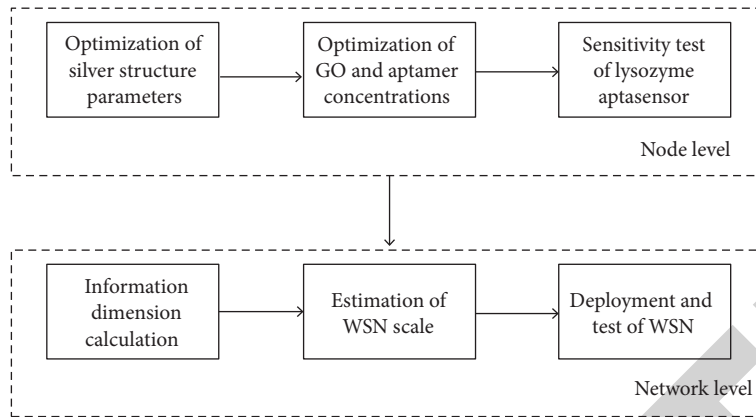 Optimization of
silver structure
parameters
Optimization of
GO and aptamer
concentrations
Sensitivity test
of lysozyme
aptasensor
Node level
Information
dimension
calculation
Estimation of
WSN scale
Deployment and
test of WSN
Network level